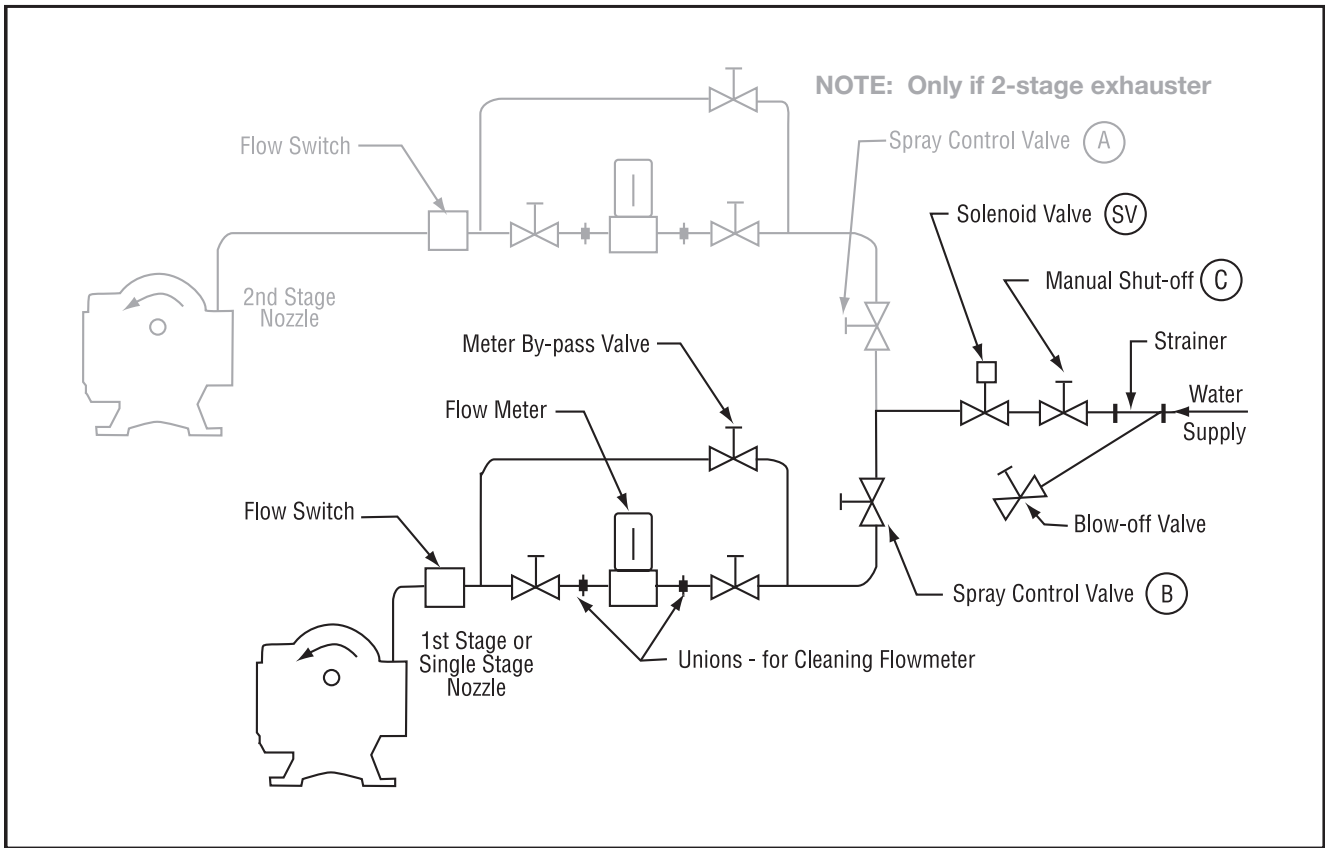 NOTE: Only if 2-stage exhauster
Flow Switch
Spray Control Valve A
Solenoid Valve SV
Manual Shut-off C
2nd Stage
Nozzle
Meter By-pass Valve
Strainer
Flow Meter
Water
Supply
Flow Switch
Blow-off Valve
Spray Control Valve B
1st Stage or
Single Stage
Nozzle
Unions - for Cleaning Flowmeter